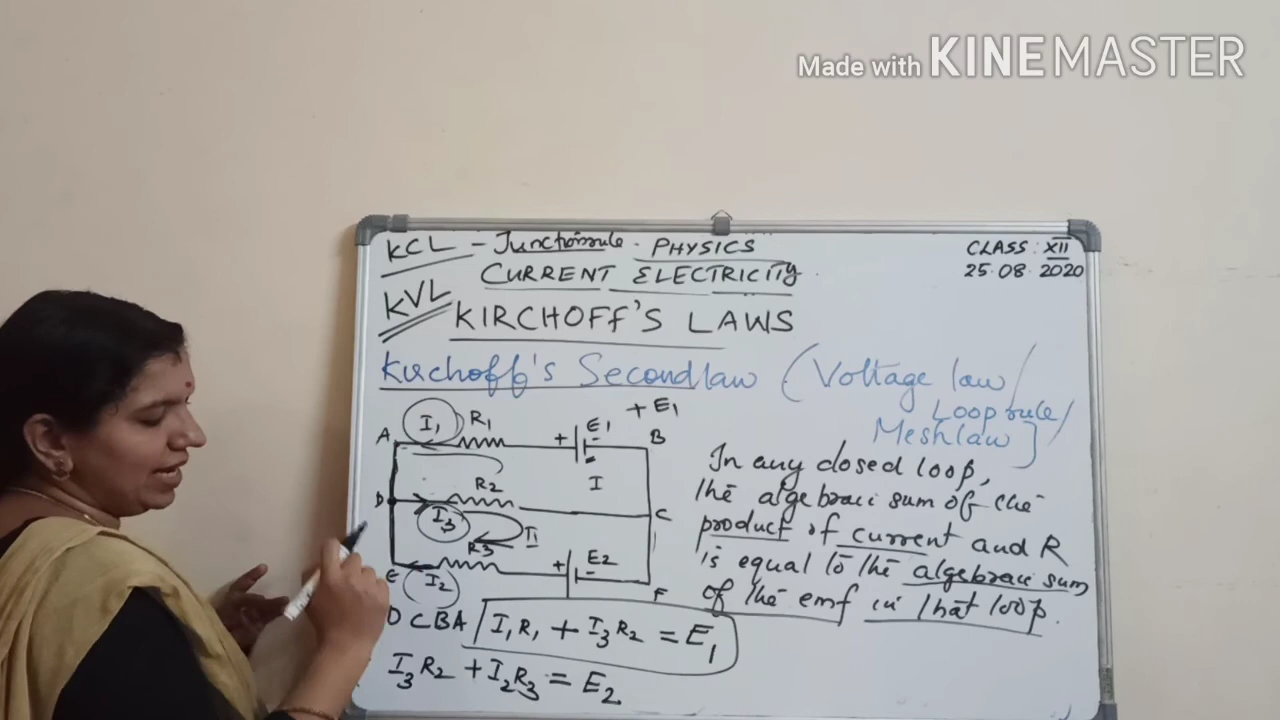 Made with KINEMASTER
KCL - Junction rule. PHYSICS
CLASS: XII
CURRENT ELECTRICITY
25.08.2020
KVL
KIRCHOFF'S LAWS
Kirchoff's Second law (Voltage law/
Loop rule/
Mesh law]
+ E1
A I1 R1 + E1 - B
I
D R2 C
I3 I1
R3 + E2 -
E I2 F
In any closed loop,
the algebraic sum of the
product of current and R
is equal to the algebraic sum,
of the emf in that loop.
DCBA I1R1 + I3R2 = E1
I3R2 + I2R3 = E2